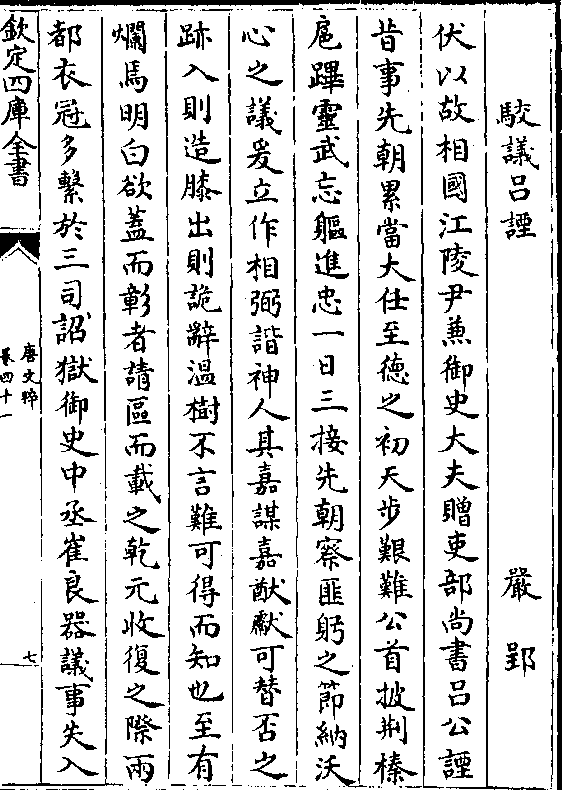 駮議吕諲　嚴郢
伏以故相國江陵尹兼御史大夫贈吏部尚書吕公諲
昔事先朝累當大任至德之初天步艱難公首披荆榛
扈蹕靈武忘軀進忠一日三接先朝察匪躬之節納沃
心之議爰立作相弼諧神人其嘉謀嘉猷獻可替否之
跡入則造膝出則詭辭温樹不言難可得而知也至有
爛焉明白欲蓋而彰者請區而載之乾元收復之際兩
都衣冠多繫於三司詔獄御史中丞崔良器議事失入
欽定四庫全書
唐文粹
卷四十一
七